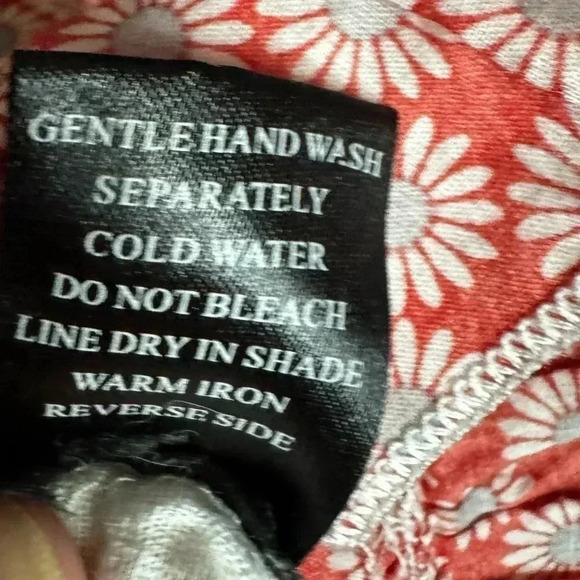 GENTLE HAND WASH
SEPARATELY
COLD WATER
DO NOT BLEACH
LINE DRY IN SHADE
WARM IRON
REVERSE SIDE